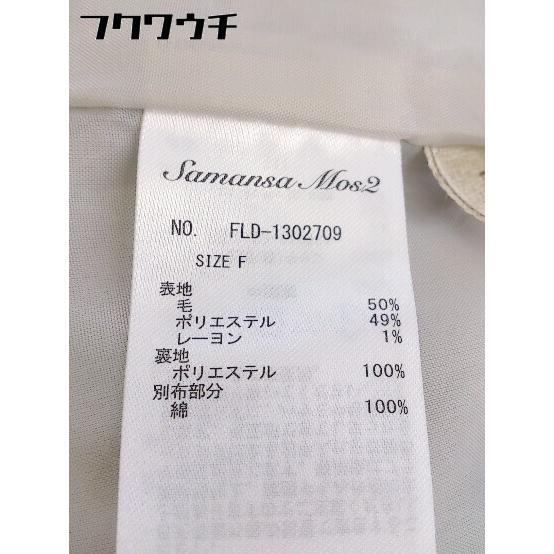 フクワウチ
Samansa Mos2
NO. FLD-1302709
SIZE F
表地
毛 50%
ポリエステル 49%
レーヨン 1%
裏地
ポリエステル 100%
別布部分
綿 100%